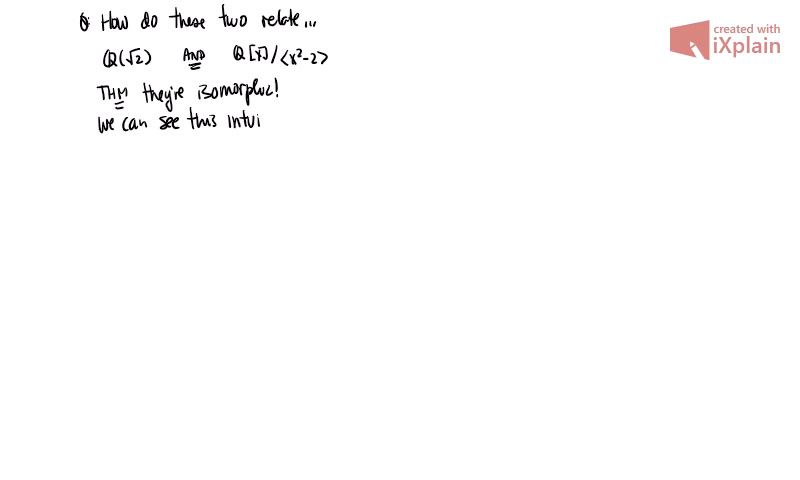 Q How do these two relate...
Q(√2) AND Q[x]/<x²-2>
THM they're isomorphic!
We can see this intui
created with
iXplain